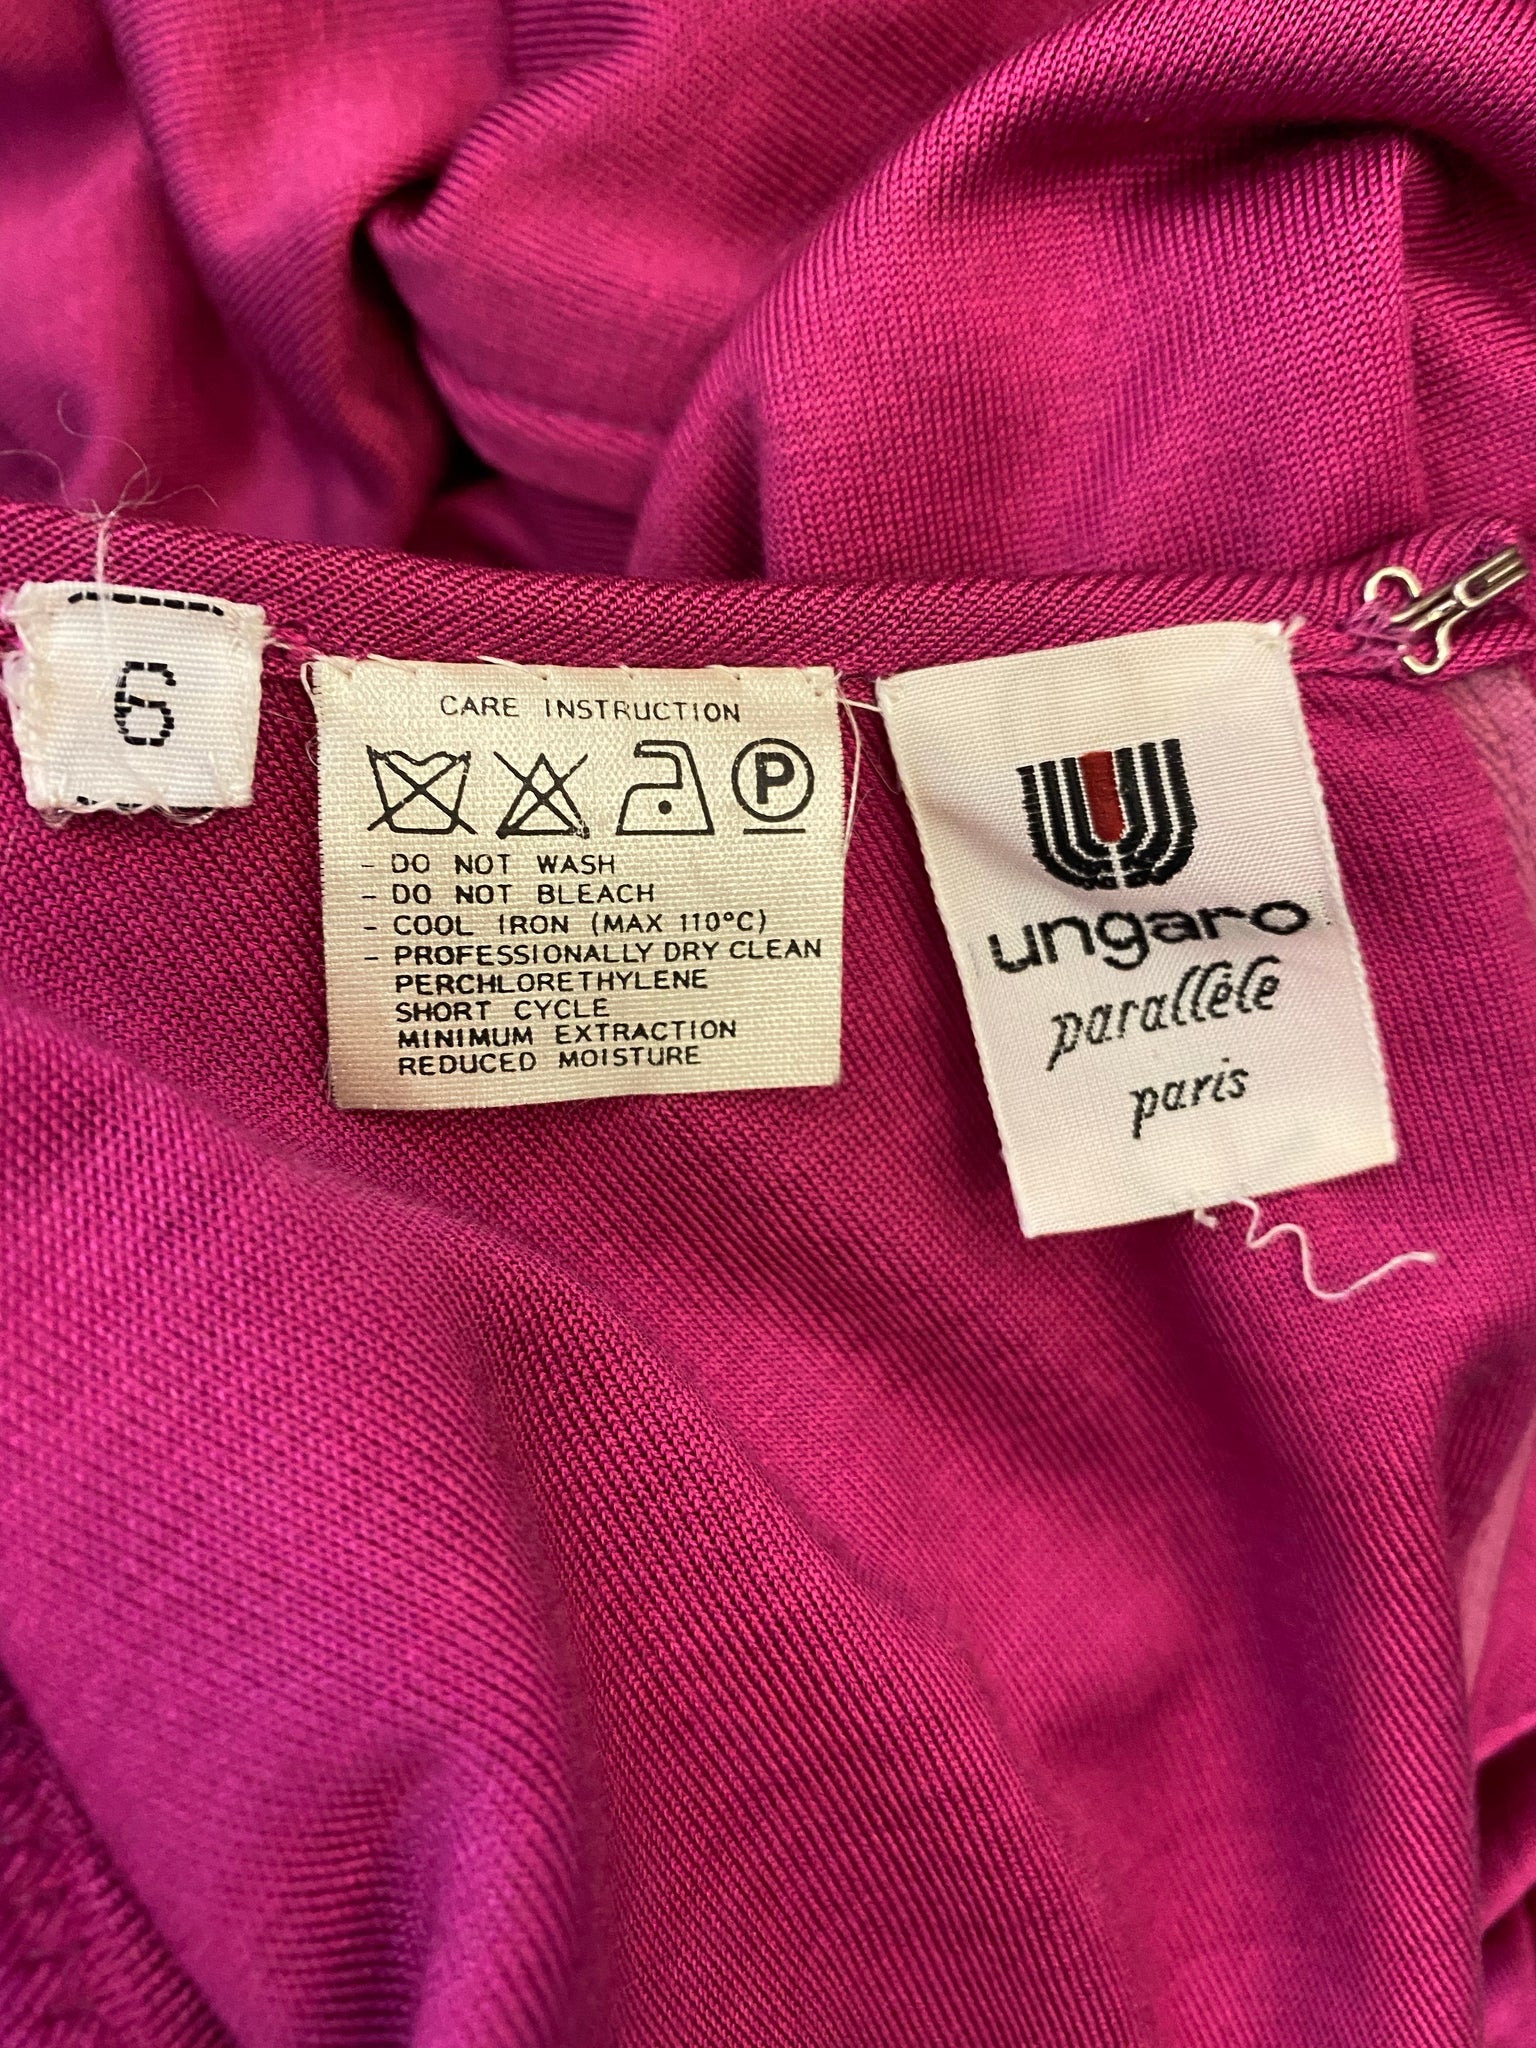 6
CARE INSTRUCTION
P
- DO NOT WASH
- DO NOT BLEACH
- COOL IRON (MAX 110°C)
- PROFESSIONALLY DRY CLEAN
PERCHLORETHYLENE
SHORT CYCLE
MINIMUM EXTRACTION
REDUCED MOISTURE
ungaro
parallèle
paris